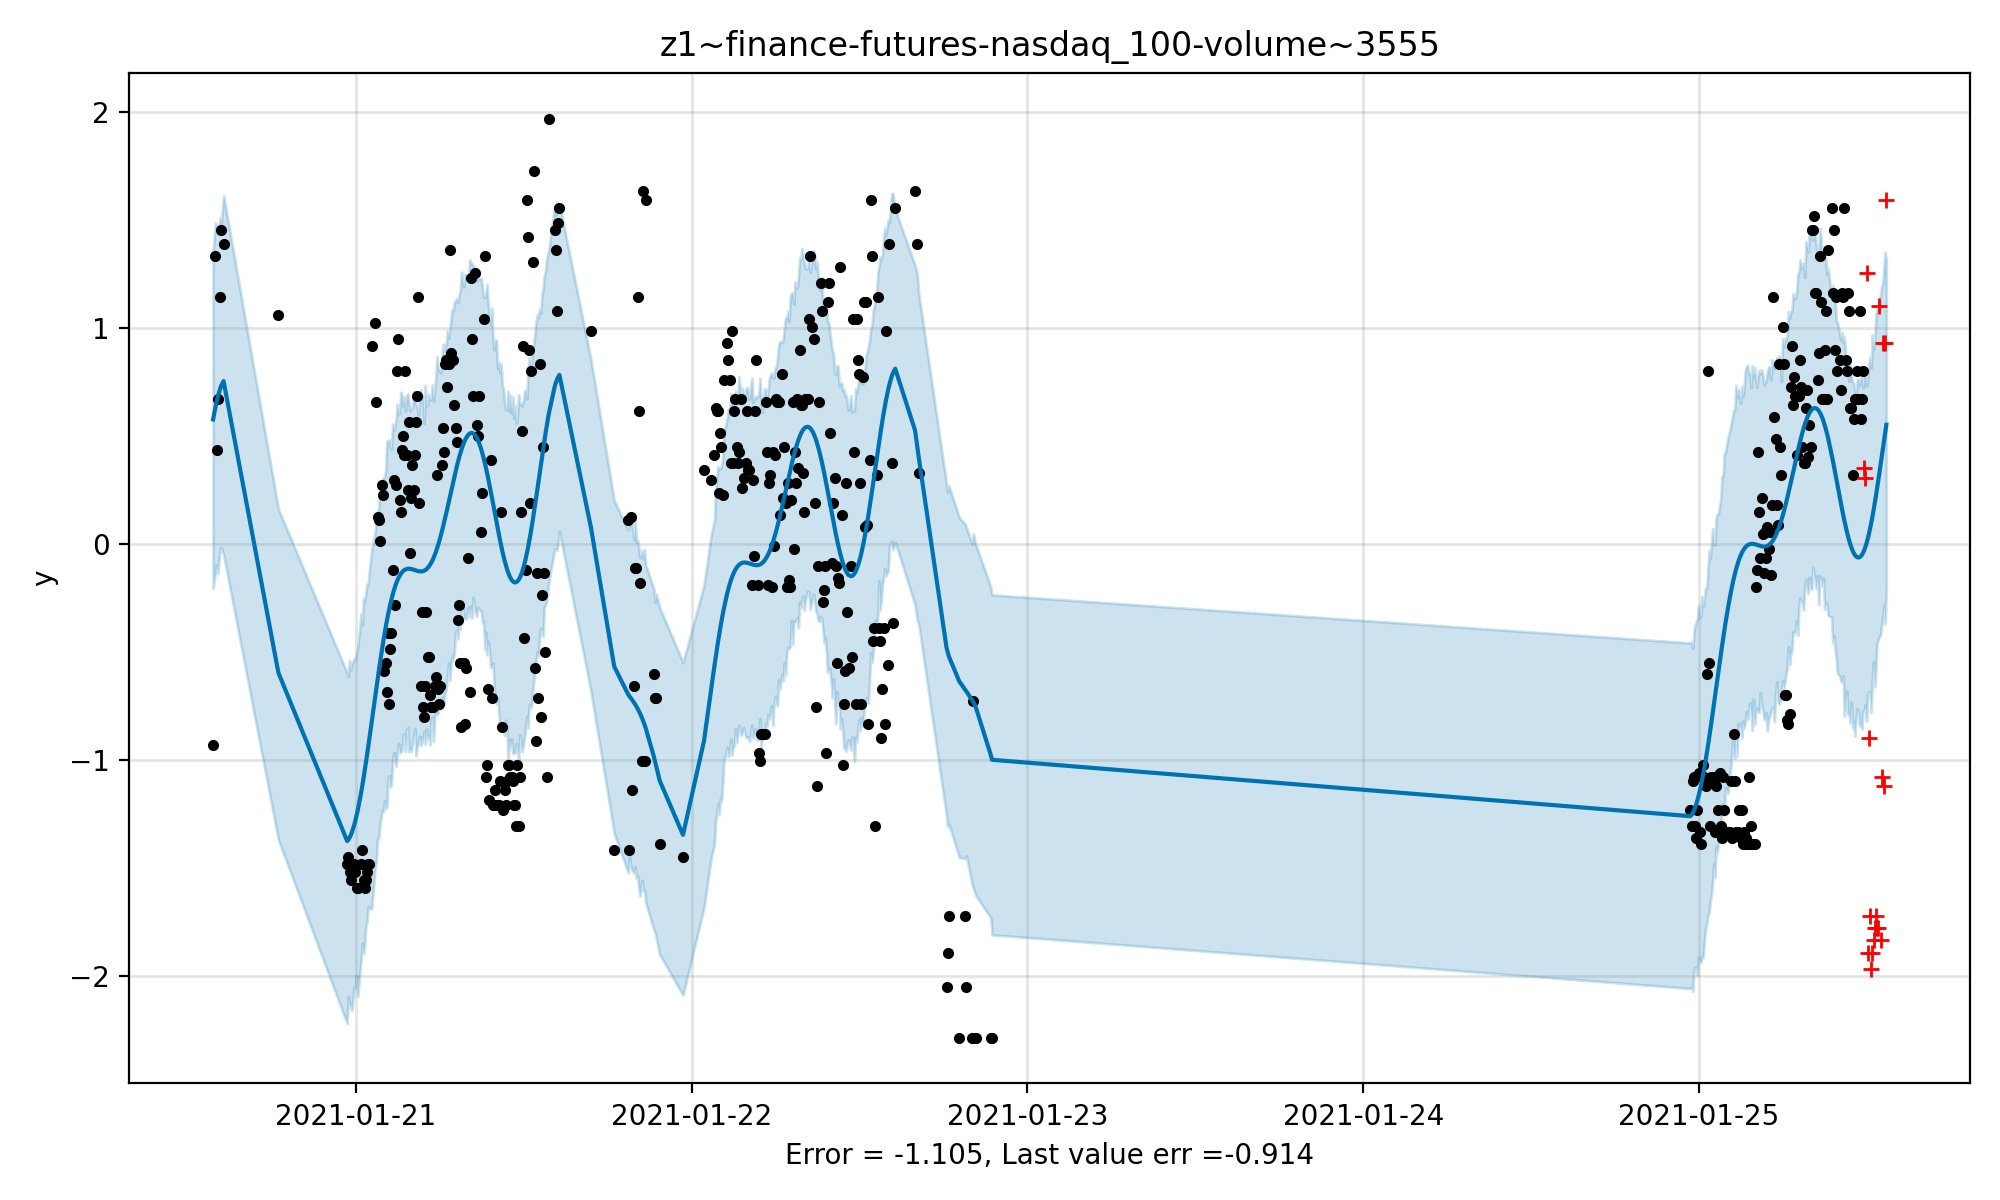 z1~finance-futures-nasdaq_100-volume~3555
2
1
0
−1
−2
y
2021-01-21 2021-01-22 2021-01-23 2021-01-24 2021-01-25
Error = -1.105, Last value err =-0.914